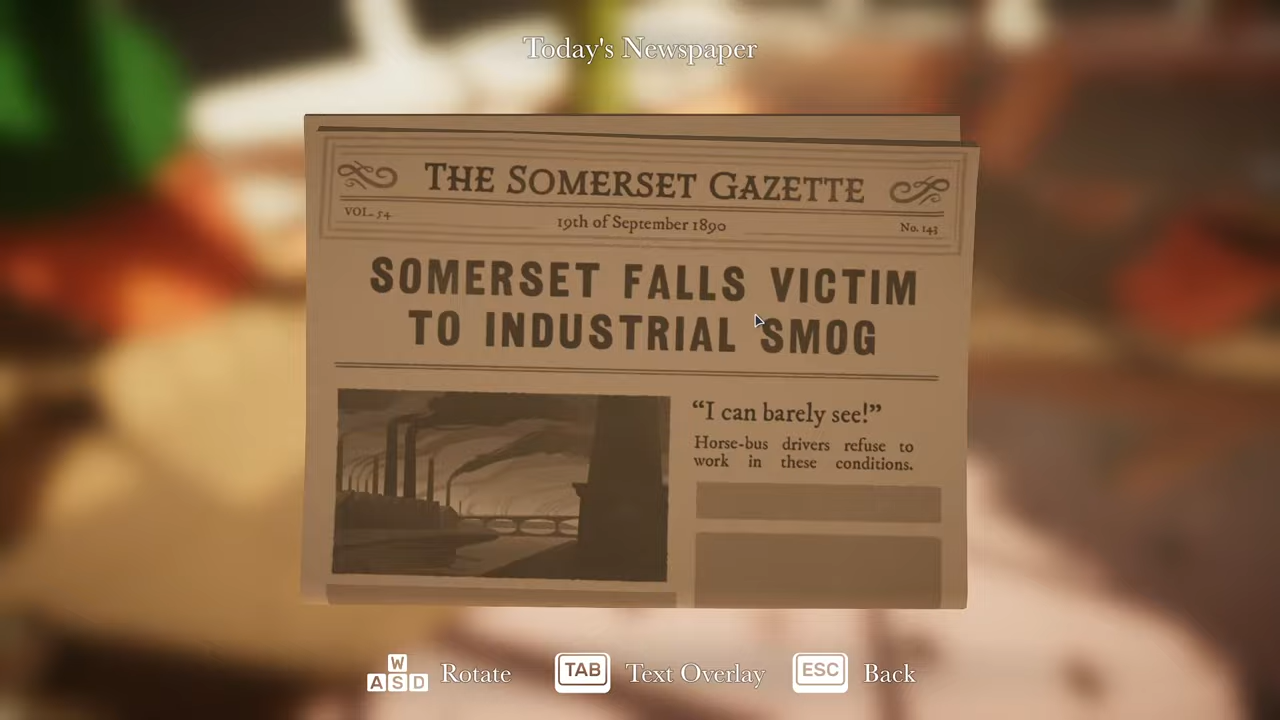 Today's Newspaper
THE SOMERSET GAZETTE
VOL. 54
19th of September 1890
No. 143
SOMERSET FALLS VICTIM
TO INDUSTRIAL SMOG
“I can barely see!”
Horse-bus drivers refuse to
work in these conditions.
W
A S D Rotate TAB Text Overlay ESC Back